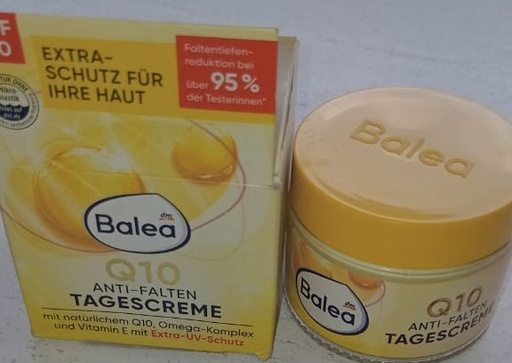 EXTRA-
SCHUTZ FÜR
IHRE HAUT
Faltentiefen-
reduktion bei
über 95 %
der Testerinnen*
dm
Balea
Q10
ANTI-FALTEN
TAGESCREME
mit natürlichem Q10, Omega-Komplex
und Vitamin E mit Extra-UV-Schutz
Balea
dm
Balea
Q10
ANTI-FALTEN
TAGESCREME